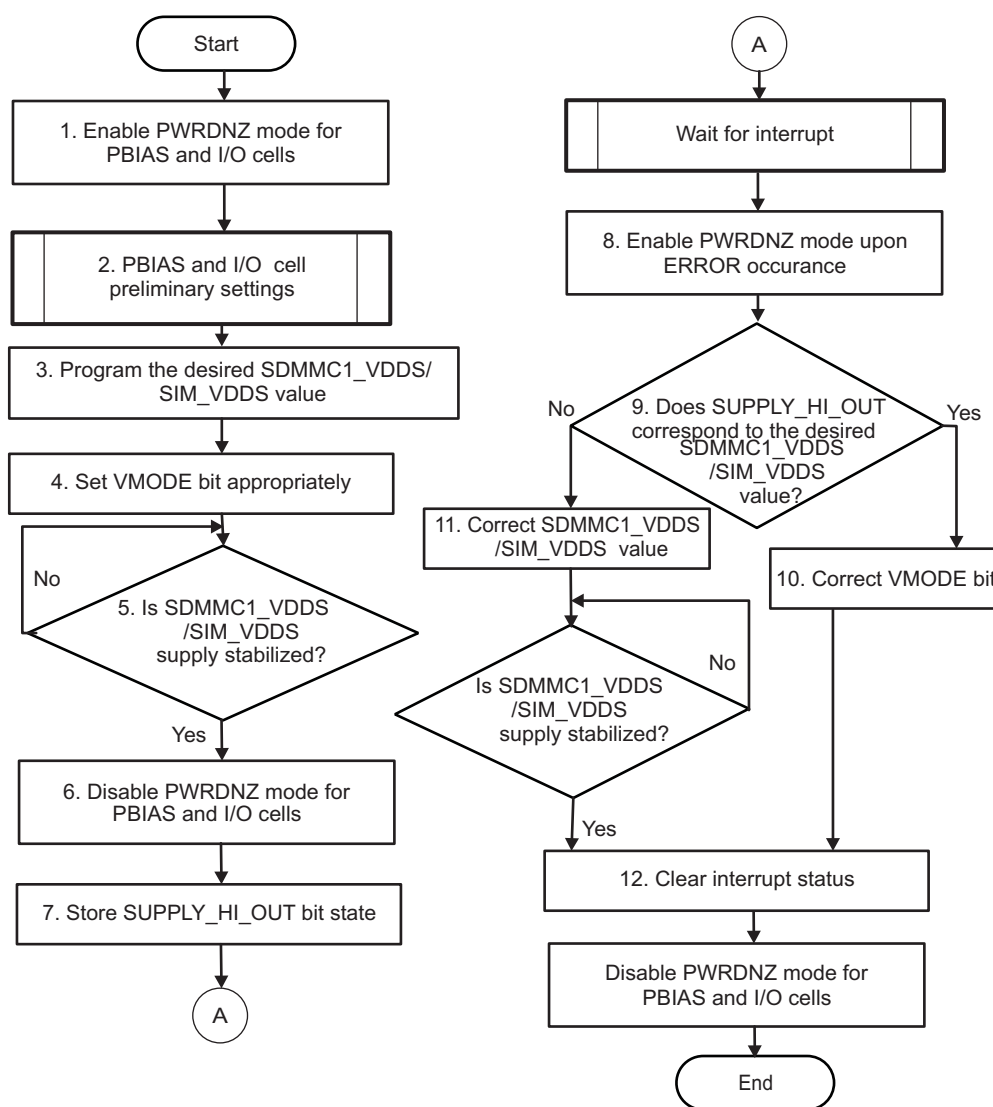 Start
1. Enable PWRDNZ mode for
PBIAS and I/O cells
2. PBIAS and I/O cell
preliminary settings
3. Program the desired SDMMC1_VDDS/
SIM_VDDS value
4. Set VMODE bit appropriately
No
5. Is SDMMC1_VDDS
/SIM_VDDS
supply stabilized?
Yes
6. Disable PWRDNZ mode for
PBIAS and I/O cells
7. Store SUPPLY_HI_OUT bit state
A
A
Wait for interrupt
8. Enable PWRDNZ mode upon
ERROR occurance
No
9. Does SUPPLY_HI_OUT
correspond to the desired
SDMMC1_VDDS
/SIM_VDDS
value?
Yes
11. Correct SDMMC1_VDDS
/SIM_VDDS value
10. Correct VMODE bit
No
Is SDMMC1_VDDS
/SIM_VDDS
supply stabilized?
Yes
12. Clear interrupt status
Disable PWRDNZ mode for
PBIAS and I/O cells
End